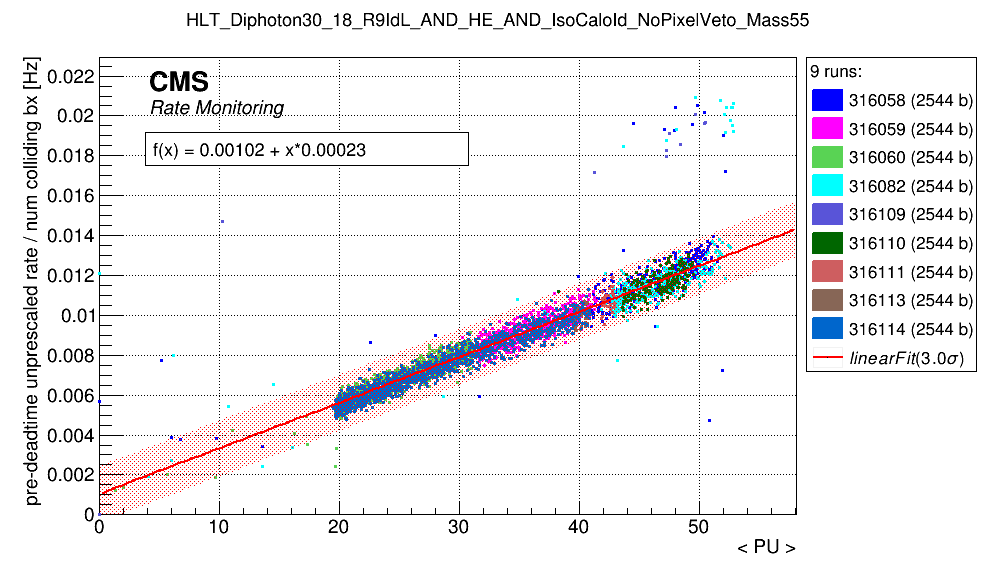 HLT_Diphoton30_18_R9IdL_AND_HE_AND_IsoCaloId_NoPixelVeto_Mass55
pre-deadtime unprescaled rate / num colliding bx [Hz]
0.022
0.02
0.018
0.016
0.014
0.012
0.01
0.008
0.006
0.004
0.002
0
CMS
Rate Monitoring
f(x) = 0.00102 + x*0.00023
0 10 20 30 40 50
< PU >
9 runs:
316058 (2544 b)
316059 (2544 b)
316060 (2544 b)
316082 (2544 b)
316109 (2544 b)
316110 (2544 b)
316111 (2544 b)
316113 (2544 b)
316114 (2544 b)
linearFit(3.0σ)